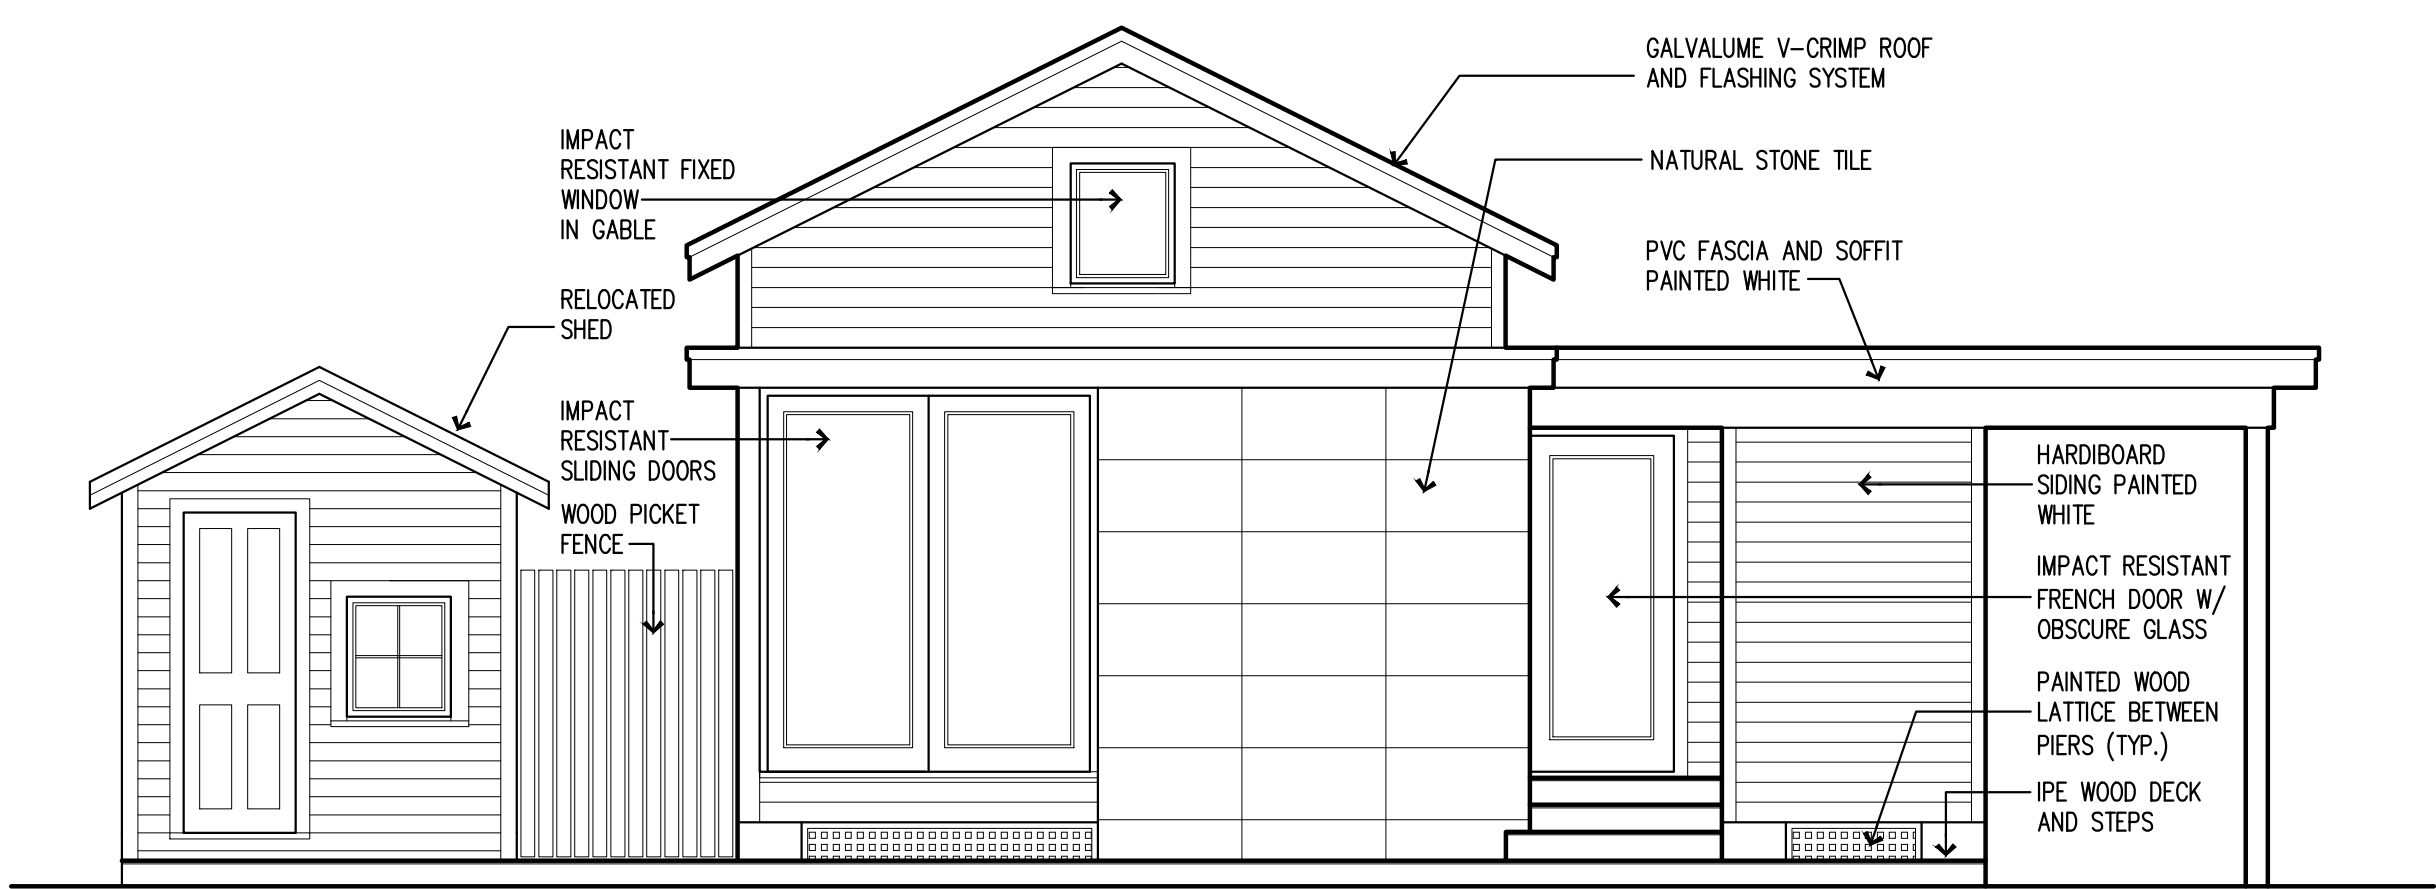 GALVALUME V-CRIMP ROOF
AND FLASHING SYSTEM
NATURAL STONE TILE
PVC FASCIA AND SOFFIT
PAINTED WHITE
IMPACT
RESISTANT FIXED
WINDOW
IN GABLE
RELOCATED
SHED
IMPACT
RESISTANT
SLIDING DOORS
WOOD PICKET
FENCE
HARDIBOARD
SIDING PAINTED
WHITE
IMPACT RESISTANT
FRENCH DOOR W/
OBSCURE GLASS
PAINTED WOOD
LATTICE BETWEEN
PIERS (TYP.)
IPE WOOD DECK
AND STEPS